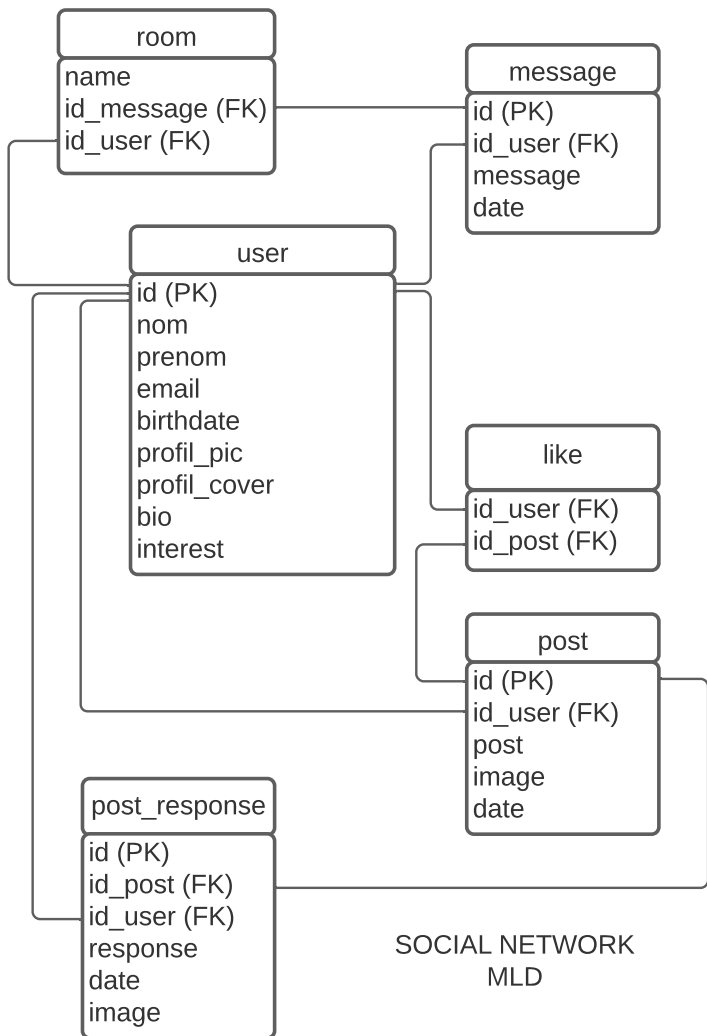 room
name
id_message (FK)
id_user (FK)
message
id (PK)
id_user (FK)
message
date
user
id (PK)
nom
prenom
email
birthdate
profil_pic
profil_cover
bio
interest
like
id_user (FK)
id_post (FK)
post
id (PK)
id_user (FK)
post
image
date
post_response
id (PK)
id_post (FK)
id_user (FK)
response
date
image
SOCIAL NETWORK
MLD